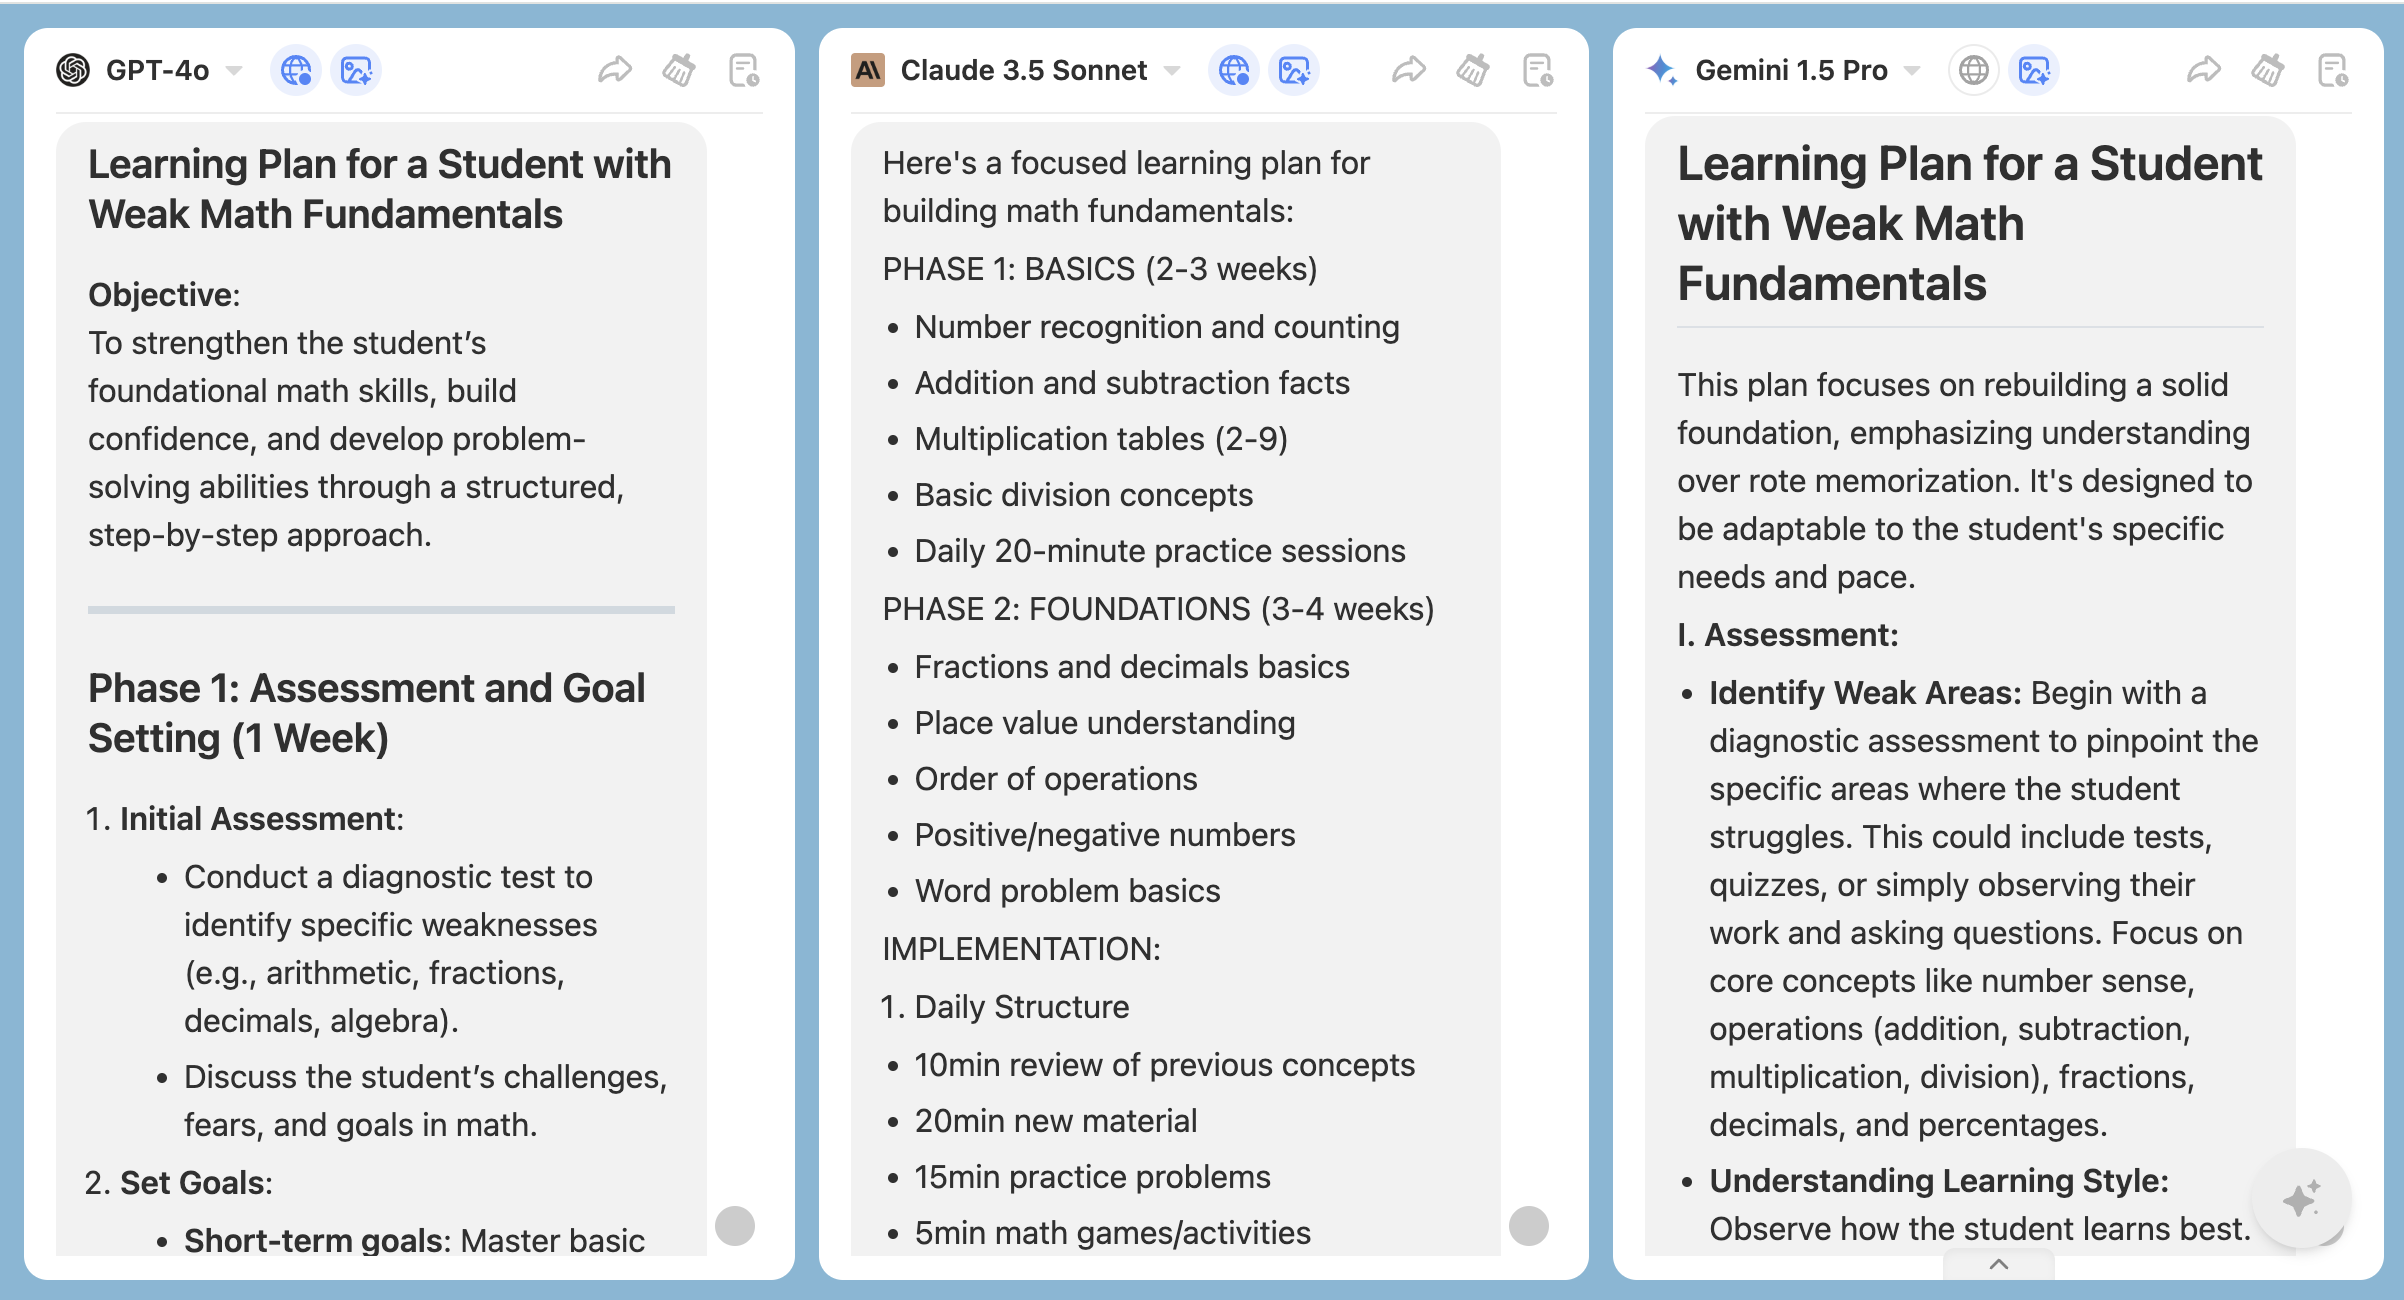 GPT-4o
Learning Plan for a Student with
Weak Math Fundamentals
Objective:
To strengthen the student’s
foundational math skills, build
confidence, and develop problem-
solving abilities through a structured,
step-by-step approach.
Phase 1: Assessment and Goal
Setting (1 Week)
1. Initial Assessment:
• Conduct a diagnostic test to
identify specific weaknesses
(e.g., arithmetic, fractions,
decimals, algebra).
• Discuss the student’s challenges,
fears, and goals in math.
2. Set Goals:
• Short-term goals: Master basic
Claude 3.5 Sonnet
Here's a focused learning plan for
building math fundamentals:
PHASE 1: BASICS (2-3 weeks)
• Number recognition and counting
• Addition and subtraction facts
• Multiplication tables (2-9)
• Basic division concepts
• Daily 20-minute practice sessions
PHASE 2: FOUNDATIONS (3-4 weeks)
• Fractions and decimals basics
• Place value understanding
• Order of operations
• Positive/negative numbers
• Word problem basics
IMPLEMENTATION:
1. Daily Structure
• 10min review of previous concepts
• 20min new material
• 15min practice problems
• 5min math games/activities
Gemini 1.5 Pro
Learning Plan for a Student
with Weak Math
Fundamentals
This plan focuses on rebuilding a solid
foundation, emphasizing understanding
over rote memorization. It's designed to
be adaptable to the student's specific
needs and pace.
I. Assessment:
• Identify Weak Areas: Begin with a
diagnostic assessment to pinpoint the
specific areas where the student
struggles. This could include tests,
quizzes, or simply observing their
work and asking questions. Focus on
core concepts like number sense,
operations (addition, subtraction,
multiplication, division), fractions,
decimals, and percentages.
• Understanding Learning Style:
Observe how the student learns best.